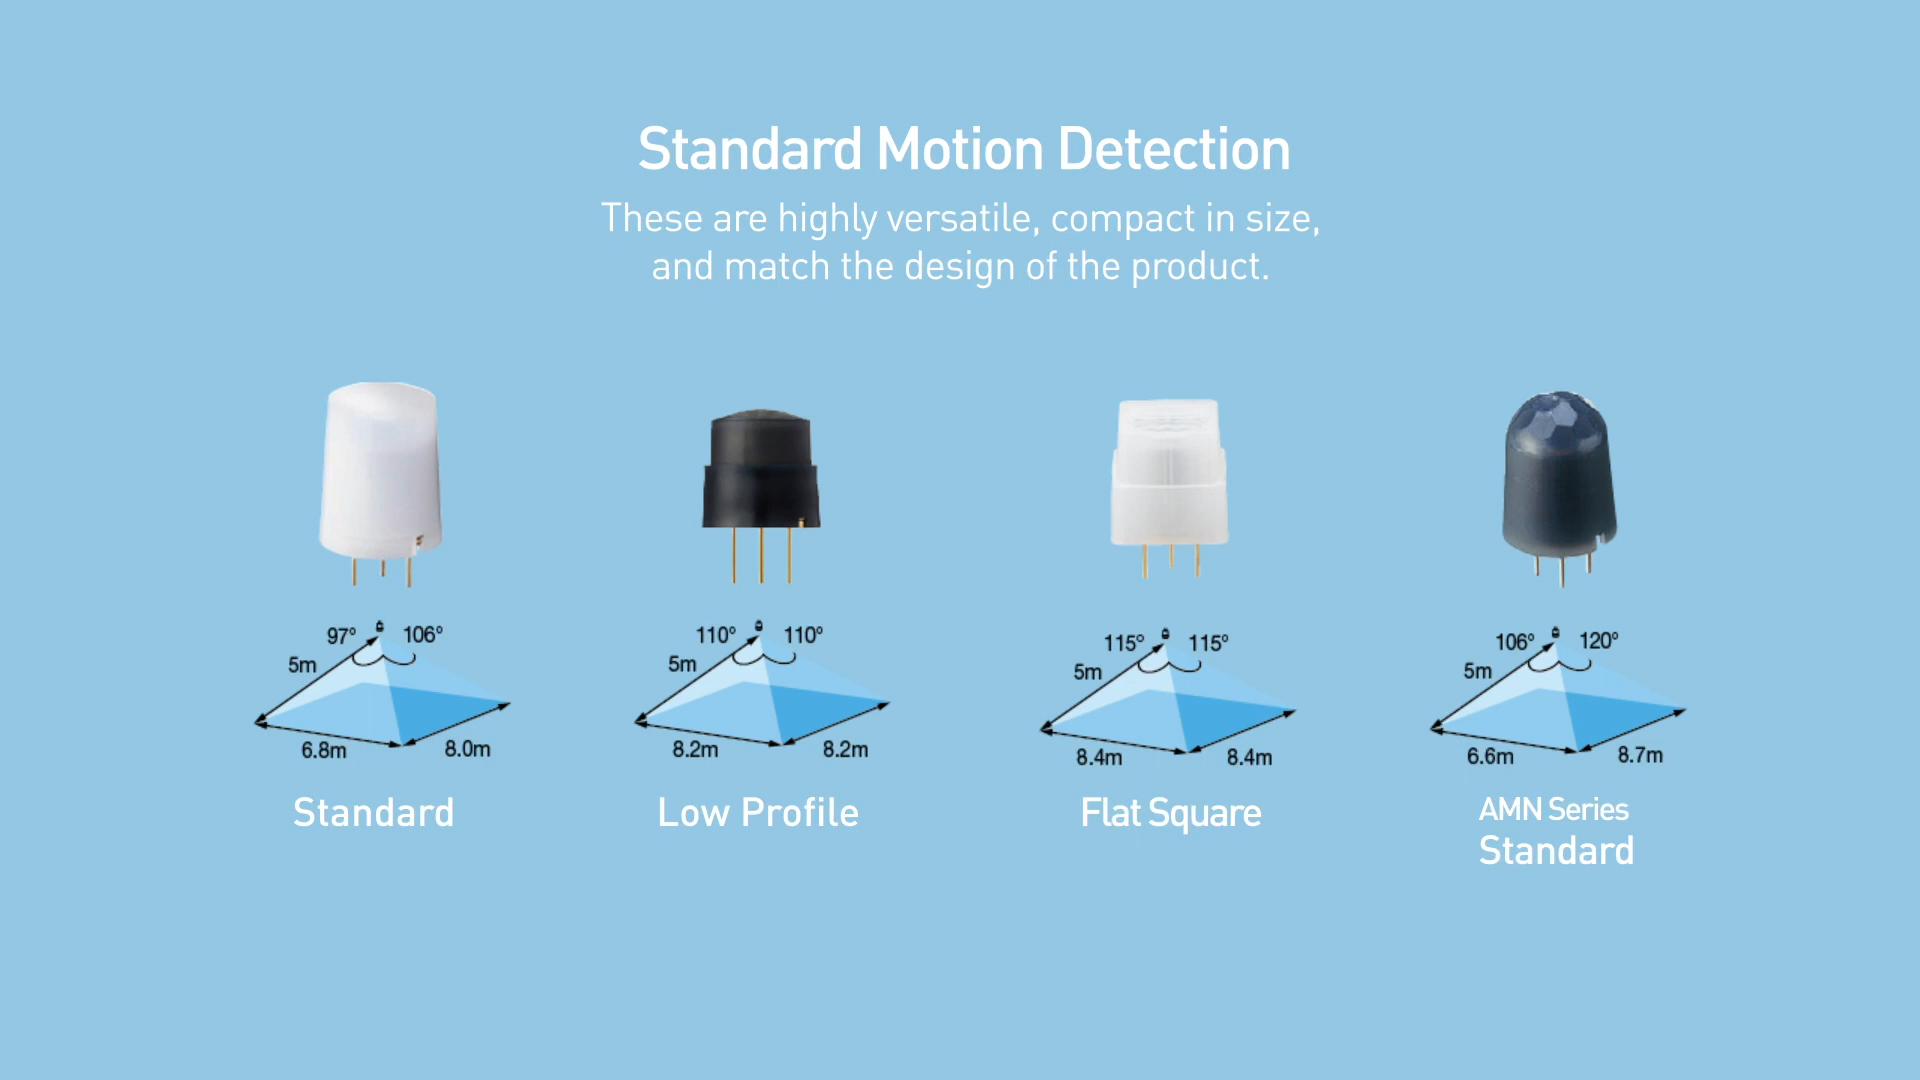 Standard Motion Detection
These are highly versatile, compact in size,
and match the design of the product.
97° 106°
5m
6.8m 8.0m
Standard
110° 110°
5m
8.2m 8.2m
Low Profile
115° 115°
5m
8.4m 8.4m
Flat Square
106° 120°
5m
6.6m 8.7m
AMN Series
Standard